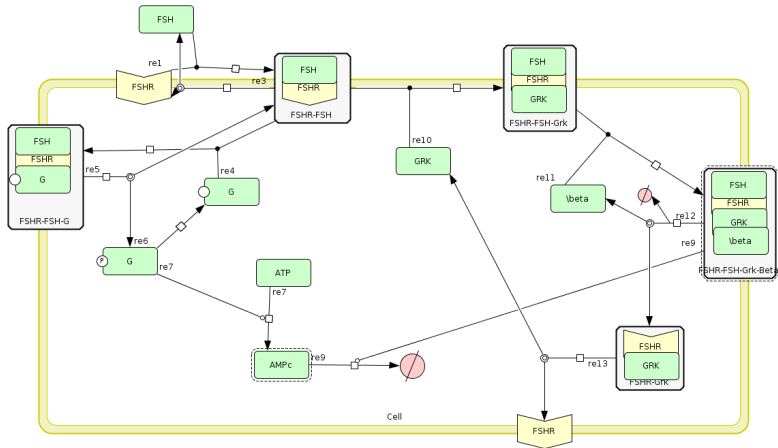 FSH
re1
FSHR
re3
FSH
FSHR
FSHR-FSH
FSH
FSHR
GRK
FSHR-FSH-Grk
FSH
FSHR
G
FSHR-FSH-G
re5
re4
G
re10
GRK
re11
\beta
re12
FSH
FSHR
GRK
\beta
FSHR-FSH-Grk-Beta
re9
re6
P
G
re7
ATP
re7
AMPc
re9
FSHR
GRK
FSHR-Grk
re13
Cell
FSHR